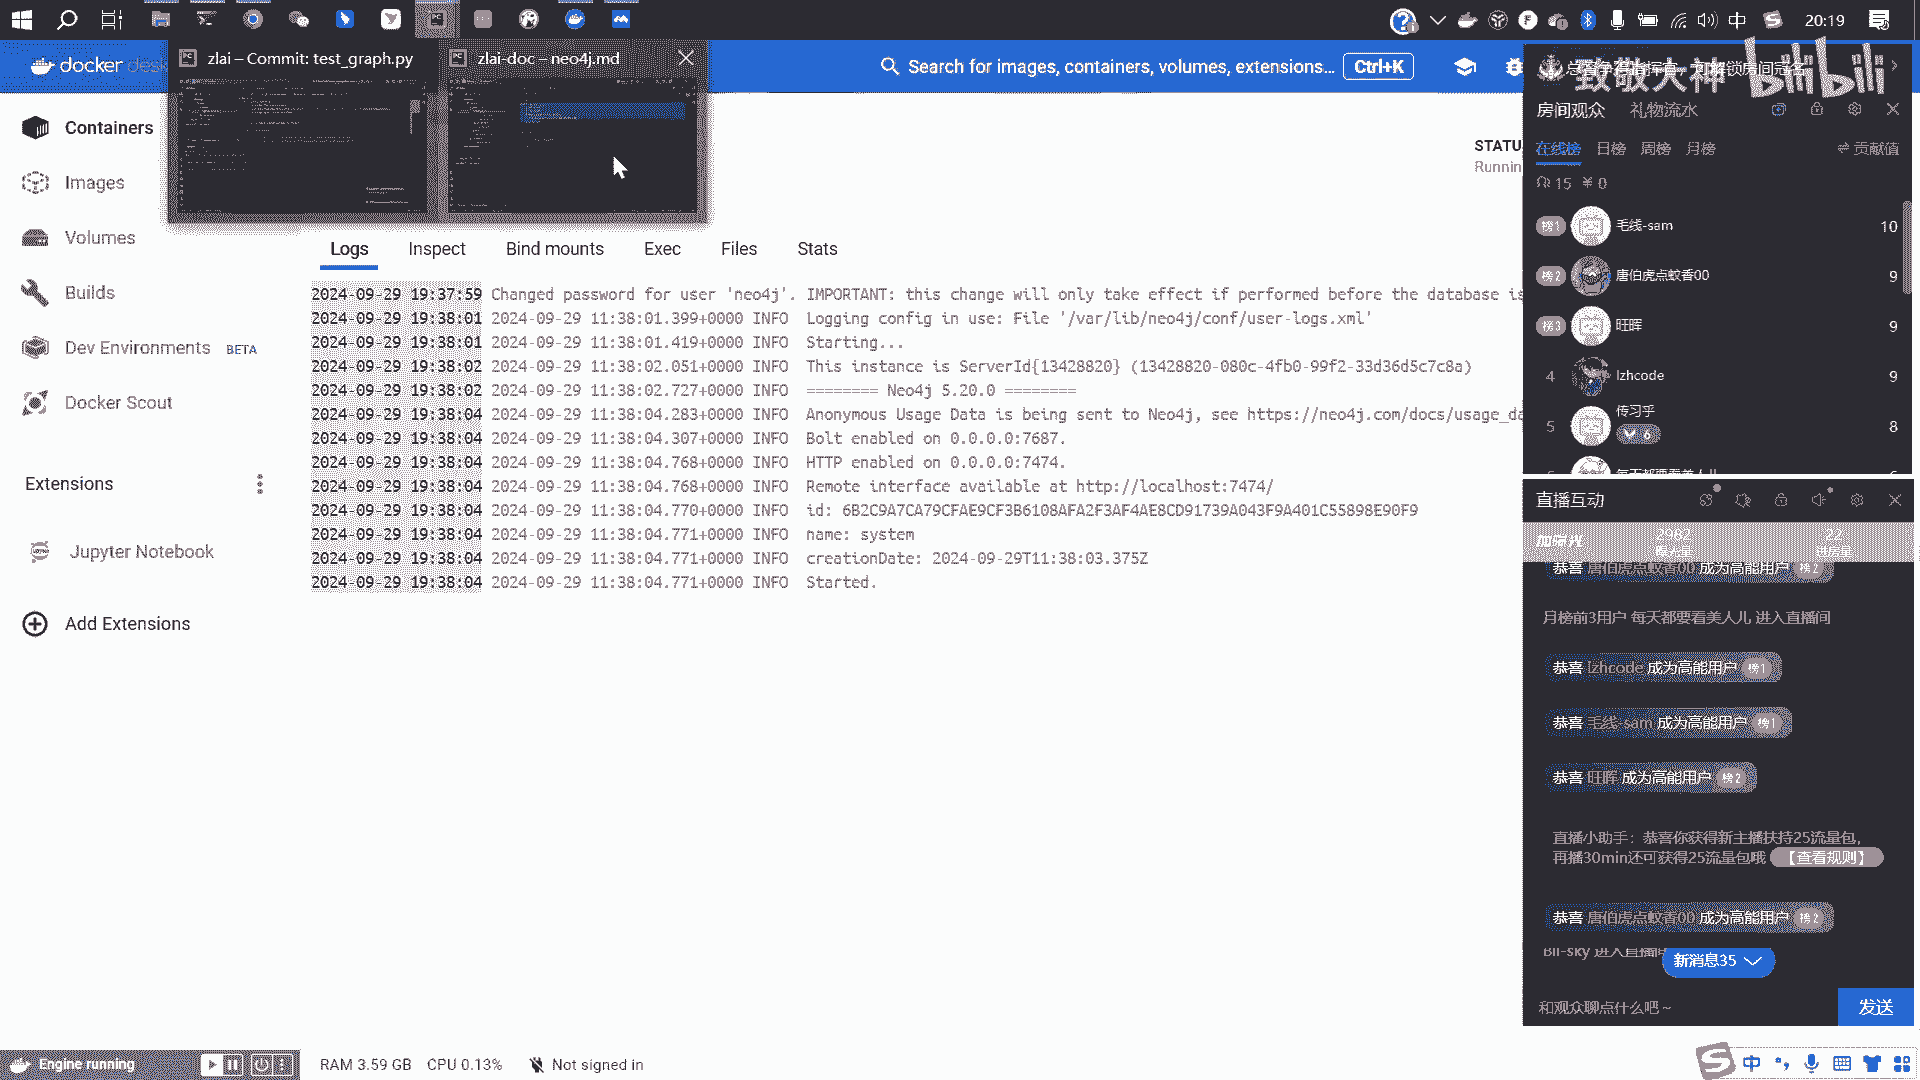 中
20:19
docker desk
zlai – Commit: test_graph.py
zlai-doc – neo4j.md
Search for images, containers, volumes, extensions...
Ctrl+K
致敬大神
bilibili
Containers
Images
Volumes
Builds
Dev Environments BETA
Docker Scout
Extensions
Jupyter Notebook
Add Extensions
STATU
Runnin
Logs
Inspect
Bind mounts
Exec
Files
Stats
2024-09-29 19:37:59 Changed password for user 'neo4j'. IMPORTANT: this change will only take effect if performed before the database is
2024-09-29 19:38:01 2024-09-29 11:38:01.399+0000 INFO Logging config in use: File '/var/lib/neo4j/conf/user-logs.xml'
2024-09-29 19:38:01 2024-09-29 11:38:01.419+0000 INFO Starting...
2024-09-29 19:38:02 2024-09-29 11:38:02.051+0000 INFO This instance is ServerId{13428820} (13428820-080c-4fb0-99f2-33d36d5c7c8a)
2024-09-29 19:38:02 2024-09-29 11:38:02.727+0000 INFO ======== Neo4j 5.20.0 ========
2024-09-29 19:38:04 2024-09-29 11:38:04.283+0000 INFO Anonymous Usage Data is being sent to Neo4j, see https://neo4j.com/docs/usage_da
2024-09-29 19:38:04 2024-09-29 11:38:04.307+0000 INFO Bolt enabled on 0.0.0.0:7687.
2024-09-29 19:38:04 2024-09-29 11:38:04.768+0000 INFO HTTP enabled on 0.0.0.0:7474.
2024-09-29 19:38:04 2024-09-29 11:38:04.768+0000 INFO Remote interface available at http://localhost:7474/
2024-09-29 19:38:04 2024-09-29 11:38:04.770+0000 INFO id: 6B2C9A7CA79CFAE9CF3B6108AFA2F3AF4AE8CD91739A043F9A401C55898E90F9
2024-09-29 19:38:04 2024-09-29 11:38:04.771+0000 INFO name: system
2024-09-29 19:38:04 2024-09-29 11:38:04.771+0000 INFO creationDate: 2024-09-29T11:38:03.375Z
2024-09-29 19:38:04 2024-09-29 11:38:04.771+0000 INFO Started.
房间观众 礼物流水
在线榜 日榜 周榜 月榜 贡献值
15 ¥ 0
榜1 毛线-sam 10
榜2 唐伯虎点蚊香00 9
榜3 旺晖 9
4 lzhcode 9
5 传习乎 8
6
直播互动
加曝光 2982 22
曝光量 进房量
恭喜 唐伯虎点蚊香00 成为高能用户 榜2
月榜前3用户 每天都要看美人儿 进入直播间
恭喜 lzhcode 成为高能用户 榜1
恭喜 毛线-sam 成为高能用户 榜1
恭喜 旺晖 成为高能用户 榜2
直播小助手：恭喜你获得新主播扶持25流量包，
再播30min还可获得25流量包哦 【查看规则】
恭喜 唐伯虎点蚊香00 成为高能用户 榜2
Bli-sky 进入直播间
新消息35
和观众聊点什么吧～
发送
Engine running
RAM 3.59 GB CPU 0.13%
Not signed in
中